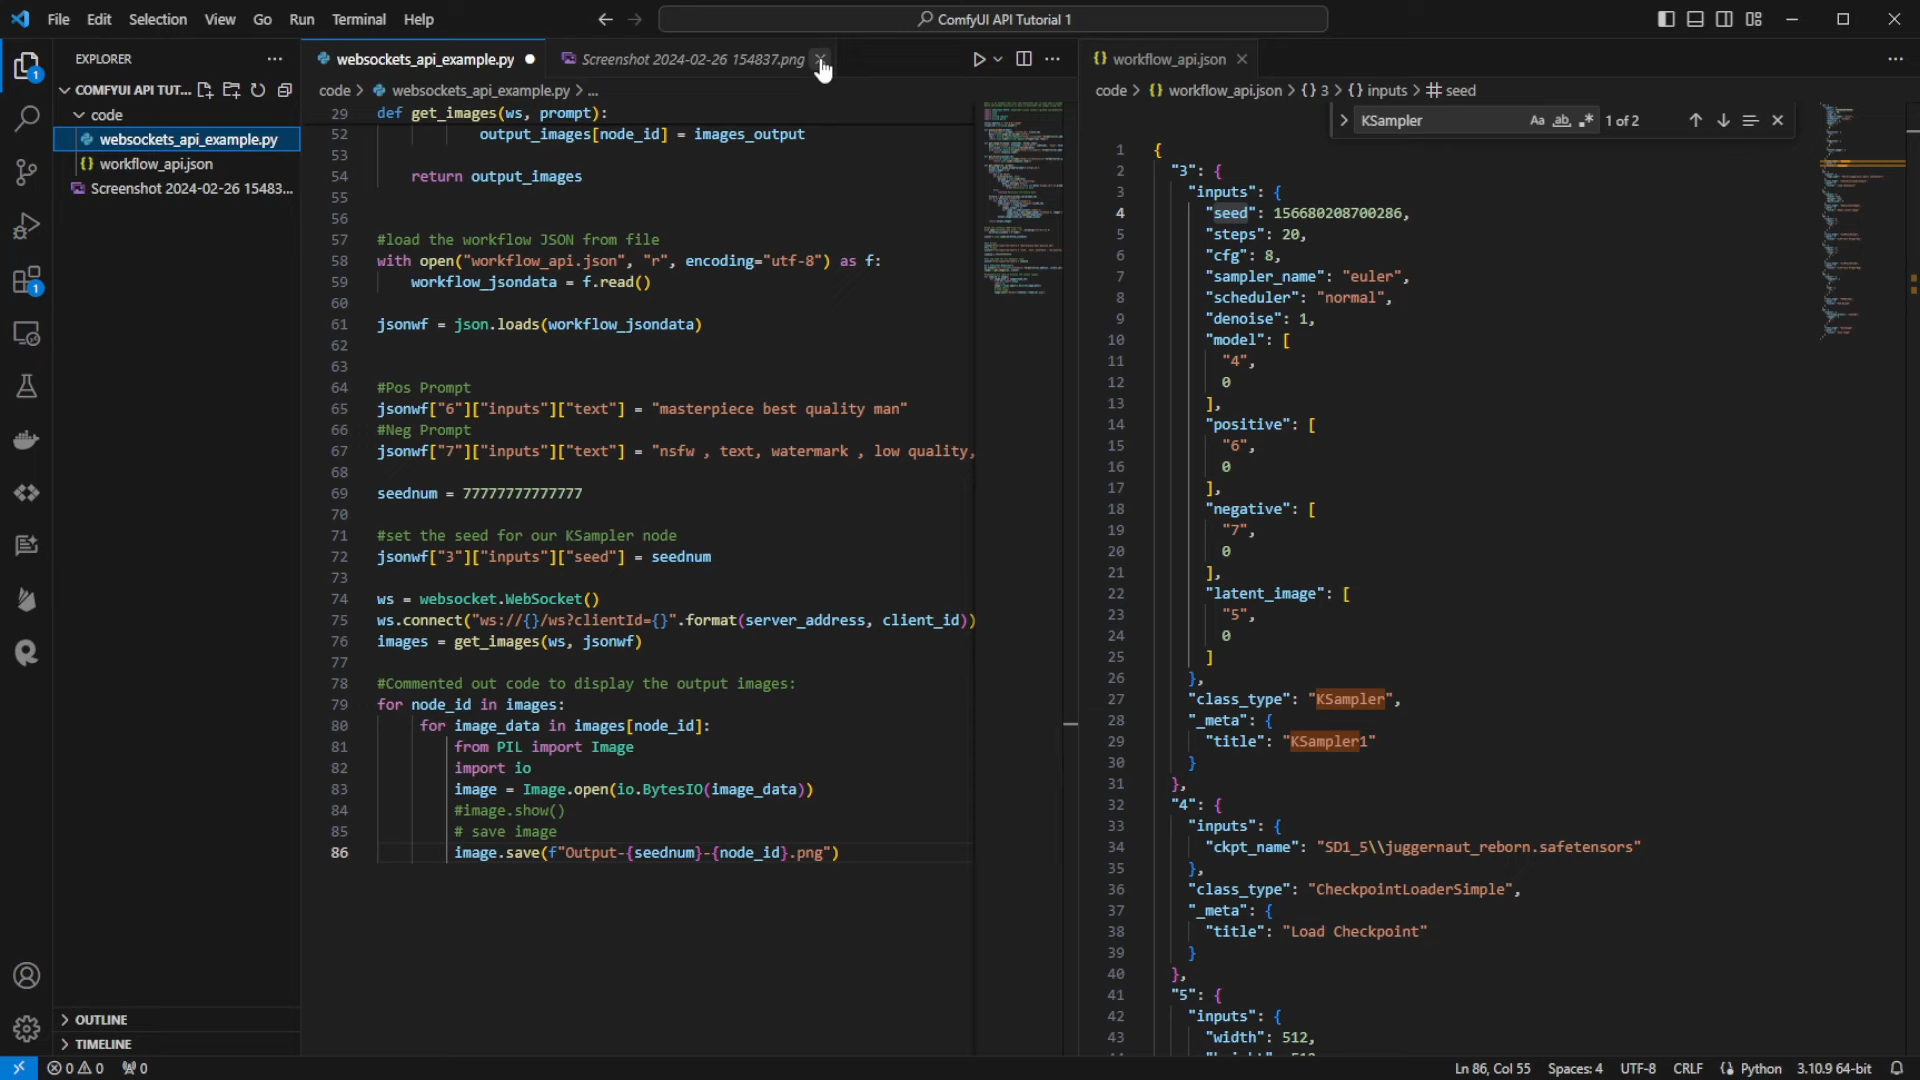 File Edit Selection View Go Run Terminal Help
ComfyUI API Tutorial 1
EXPLORER
COMFYUI API TUT...
code
websockets_api_example.py
workflow_api.json
Screenshot 2024-02-26 15483...
OUTLINE
TIMELINE
websockets_api_example.py
Screenshot 2024-02-26 154837.png
code > websockets_api_example.py > ...
29 def get_images(ws, prompt):
52 output_images[node_id] = images_output
53
54 return output_images
55
56
57 #load the workflow JSON from file
58 with open("workflow_api.json", "r", encoding="utf-8") as f:
59 workflow_jsondata = f.read()
60
61 jsonwf = json.loads(workflow_jsondata)
62
63
64 #Pos Prompt
65 jsonwf["6"]["inputs"]["text"] = "masterpiece best quality man"
66 #Neg Prompt
67 jsonwf["7"]["inputs"]["text"] = "nsfw , text, watermark , low quality,
68
69 seednum = 77777777777777
70
71 #set the seed for our KSampler node
72 jsonwf["3"]["inputs"]["seed"] = seednum
73
74 ws = websocket.WebSocket()
75 ws.connect("ws://{}/ws?clientId={}".format(server_address, client_id))
76 images = get_images(ws, jsonwf)
77
78 #Commented out code to display the output images:
79 for node_id in images:
80 for image_data in images[node_id]:
81 from PIL import Image
82 import io
83 image = Image.open(io.BytesIO(image_data))
84 #image.show()
85 # save image
86 image.save(f"Output-{seednum}-{node_id}.png")
workflow_api.json
code > {} workflow_api.json > {} 3 > {} inputs > # seed
KSampler Aa ab .* 1 of 2
1 {
2 "3": {
3 "inputs": {
4 "seed": 156680208700286,
5 "steps": 20,
6 "cfg": 8,
7 "sampler_name": "euler",
8 "scheduler": "normal",
9 "denoise": 1,
10 "model": [
11 "4",
12 0
13 ],
14 "positive": [
15 "6",
16 0
17 ],
18 "negative": [
19 "7",
20 0
21 ],
22 "latent_image": [
23 "5",
24 0
25 ]
26 },
27 "class_type": "KSampler",
28 "_meta": {
29 "title": "KSampler1"
30 }
31 },
32 "4": {
33 "inputs": {
34 "ckpt_name": "SD1_5\\juggernaut_reborn.safetensors"
35 },
36 "class_type": "CheckpointLoaderSimple",
37 "_meta": {
38 "title": "Load Checkpoint"
39 }
40 },
41 "5": {
42 "inputs": {
43 "width": 512,
0 0 0
Ln 86, Col 55 Spaces: 4 UTF-8 CRLF Python 3.10.9 64-bit